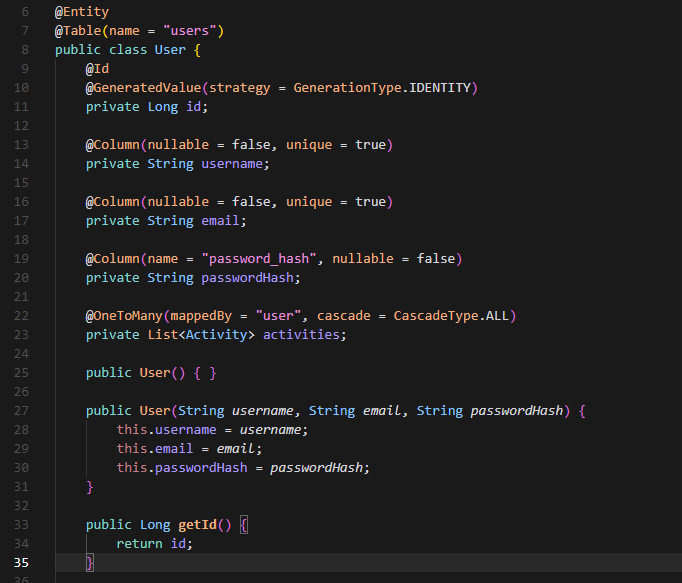 6 @Entity
7 @Table(name = "users")
8 public class User {
9     @Id
10     @GeneratedValue(strategy = GenerationType.IDENTITY)
11     private Long id;
12
13     @Column(nullable = false, unique = true)
14     private String username;
15
16     @Column(nullable = false, unique = true)
17     private String email;
18
19     @Column(name = "password_hash", nullable = false)
20     private String passwordHash;
21
22     @OneToMany(mappedBy = "user", cascade = CascadeType.ALL)
23     private List<Activity> activities;
24
25     public User() { }
26
27     public User(String username, String email, String passwordHash) {
28         this.username = username;
29         this.email = email;
30         this.passwordHash = passwordHash;
31     }
32
33     public Long getId() {
34         return id;
35     }
36